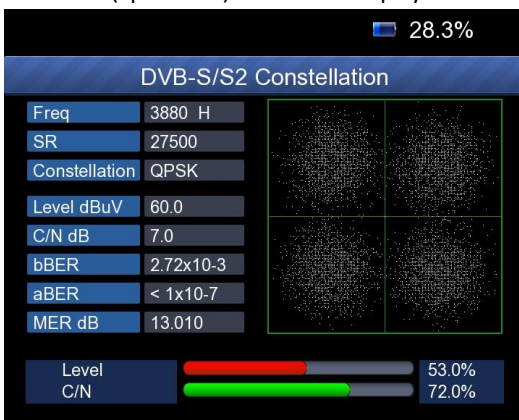 28.3%
DVB-S/S2 Constellation
Freq 3880 H
SR 27500
Constellation QPSK
Level dBuV 60.0
C/N dB 7.0
bBER 2.72x10-3
aBER < 1x10-7
MER dB 13.010
Level 53.0%
C/N 72.0%